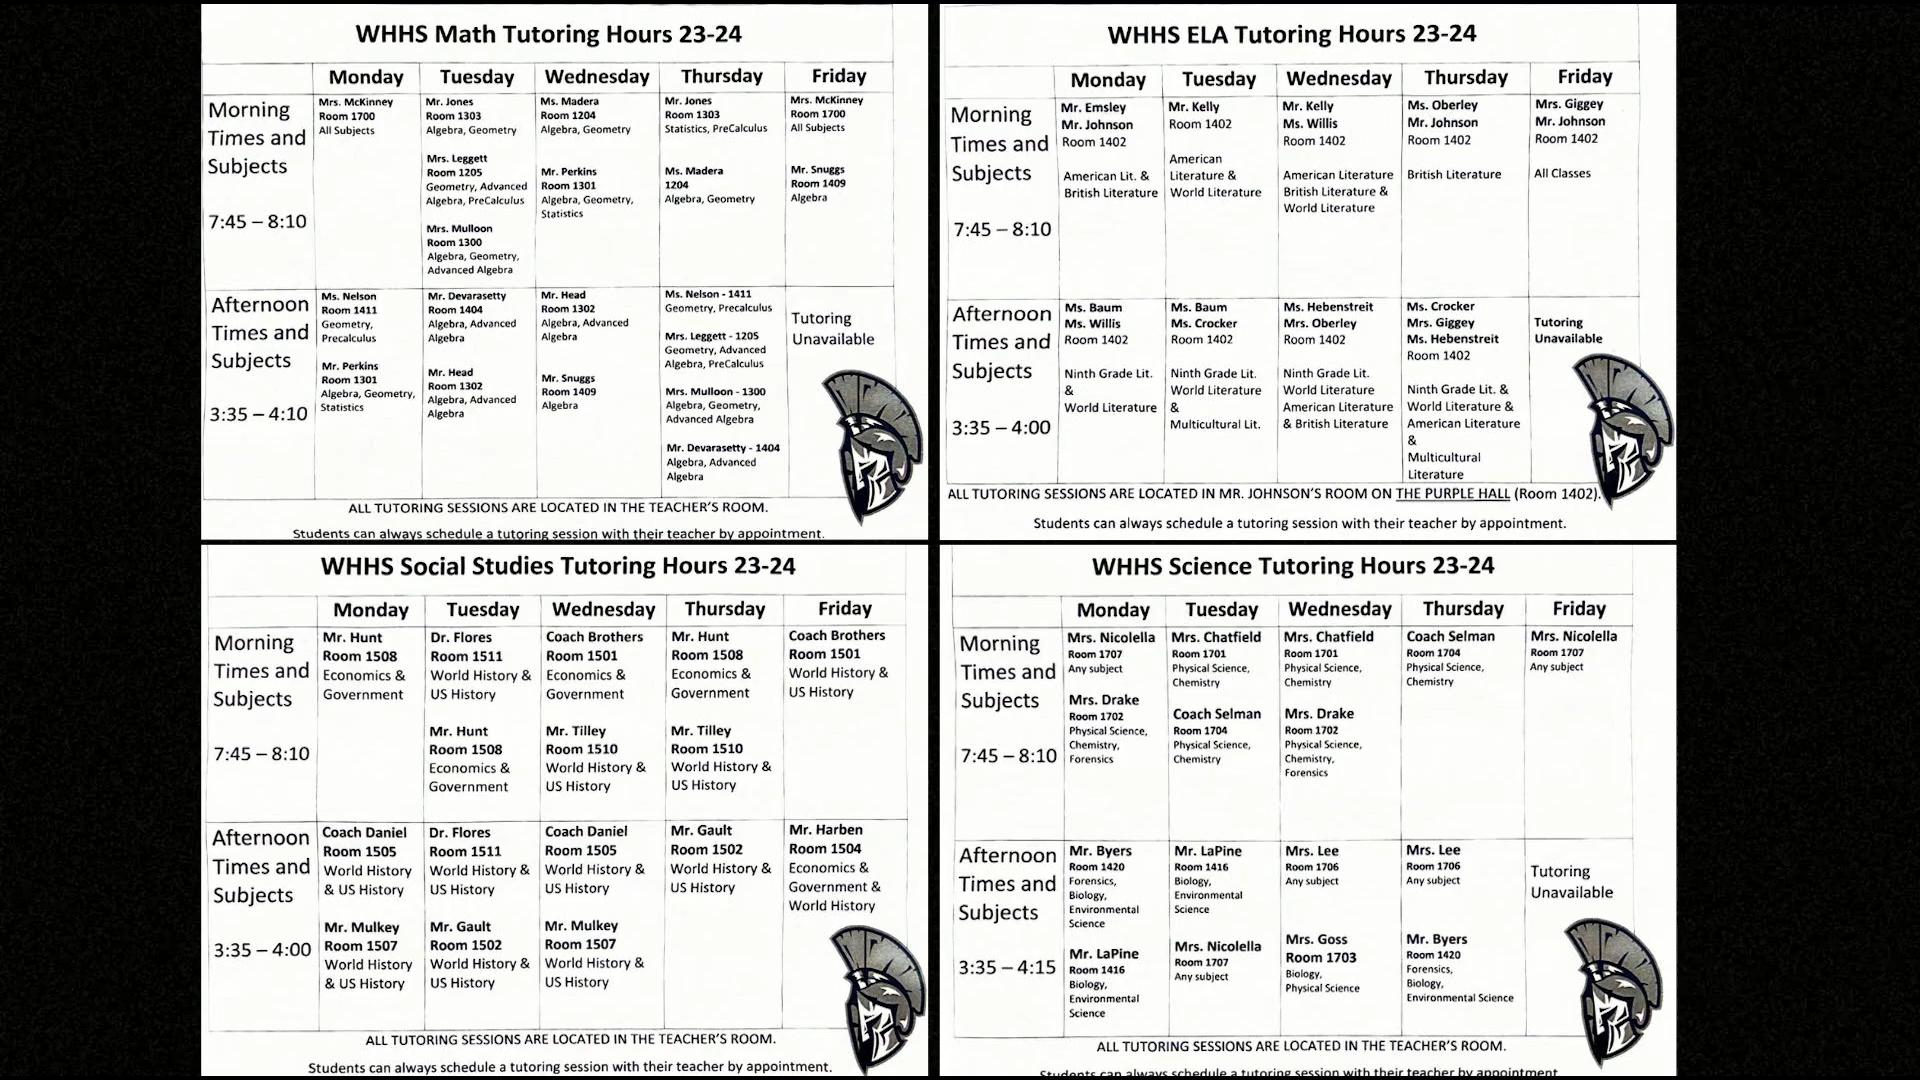 WHHS Math Tutoring Hours 23-24
Monday
Tuesday
Wednesday
Thursday
Friday
Morning
Times and
Subjects
7:45 – 8:10
Mrs. McKinney
Room 1700
All Subjects
Mr. Jones
Room 1303
Algebra, Geometry
Mrs. Leggett
Room 1205
Geometry, Advanced
Algebra, PreCalculus
Mrs. Mulloon
Room 1300
Algebra, Geometry,
Advanced Algebra
Ms. Madera
Room 1204
Algebra, Geometry
Mr. Perkins
Room 1301
Algebra, Geometry,
Statistics
Mr. Jones
Room 1303
Statistics, PreCalculus
Ms. Madera
1204
Algebra, Geometry
Mrs. McKinney
Room 1700
All Subjects
Mr. Snuggs
Room 1409
Algebra
Afternoon
Times and
Subjects
3:35 – 4:10
Ms. Nelson
Room 1411
Geometry,
Precalculus
Mr. Perkins
Room 1301
Algebra, Geometry,
Statistics
Mr. Devarasetty
Room 1404
Algebra, Advanced
Algebra
Mr. Head
Room 1302
Algebra, Advanced
Algebra
Mr. Head
Room 1302
Algebra, Advanced
Algebra
Mr. Snuggs
Room 1409
Algebra
Ms. Nelson - 1411
Geometry, Precalculus
Mrs. Leggett - 1205
Geometry, Advanced
Algebra, PreCalculus
Mrs. Mulloon - 1300
Algebra, Geometry,
Advanced Algebra
Mr. Devarasetty - 1404
Algebra, Advanced
Algebra
Tutoring
Unavailable
ALL TUTORING SESSIONS ARE LOCATED IN THE TEACHER'S ROOM.
Students can always schedule a tutoring session with their teacher by appointment.
WHHS ELA Tutoring Hours 23-24
Monday
Tuesday
Wednesday
Thursday
Friday
Morning
Times and
Subjects
7:45 – 8:10
Mr. Emsley
Mr. Johnson
Room 1402
American Lit. &
British Literature
Mr. Kelly
Room 1402
American
Literature &
World Literature
Mr. Kelly
Ms. Willis
Room 1402
American Literature
British Literature &
World Literature
Ms. Oberley
Mr. Johnson
Room 1402
British Literature
Mrs. Giggey
Mr. Johnson
Room 1402
All Classes
Afternoon
Times and
Subjects
3:35 – 4:00
Ms. Baum
Ms. Willis
Room 1402
Ninth Grade Lit.
&
World Literature
Ms. Baum
Ms. Crocker
Room 1402
Ninth Grade Lit.
World Literature
&
Multicultural Lit.
Ms. Hebenstreit
Mrs. Oberley
Room 1402
Ninth Grade Lit.
World Literature
American Literature
& British Literature
Ms. Crocker
Mrs. Giggey
Ms. Hebenstreit
Room 1402
Ninth Grade Lit. &
World Literature &
American Literature
&
Multicultural
Literature
Tutoring
Unavailable
ALL TUTORING SESSIONS ARE LOCATED IN MR. JOHNSON'S ROOM ON THE PURPLE HALL (Room 1402).
Students can always schedule a tutoring session with their teacher by appointment.
WHHS Social Studies Tutoring Hours 23-24
Monday
Tuesday
Wednesday
Thursday
Friday
Morning
Times and
Subjects
7:45 – 8:10
Mr. Hunt
Room 1508
Economics &
Government
Dr. Flores
Room 1511
World History &
US History
Mr. Hunt
Room 1508
Economics &
Government
Coach Brothers
Room 1501
Economics &
Government
Mr. Tilley
Room 1510
World History &
US History
Mr. Hunt
Room 1508
Economics &
Government
Mr. Tilley
Room 1510
World History &
US History
Coach Brothers
Room 1501
World History &
US History
Afternoon
Times and
Subjects
3:35 – 4:00
Coach Daniel
Room 1505
World History
& US History
Mr. Mulkey
Room 1507
World History
& US History
Dr. Flores
Room 1511
World History &
US History
Mr. Gault
Room 1502
World History &
US History
Coach Daniel
Room 1505
World History &
US History
Mr. Mulkey
Room 1507
World History &
US History
Mr. Gault
Room 1502
World History &
US History
Mr. Harben
Room 1504
Economics &
Government &
World History
ALL TUTORING SESSIONS ARE LOCATED IN THE TEACHER'S ROOM.
Students can always schedule a tutoring session with their teacher by appointment.
WHHS Science Tutoring Hours 23-24
Monday
Tuesday
Wednesday
Thursday
Friday
Morning
Times and
Subjects
7:45 – 8:10
Mrs. Nicolella
Room 1707
Any subject
Mrs. Drake
Room 1702
Physical Science,
Chemistry,
Forensics
Mrs. Chatfield
Room 1701
Physical Science,
Chemistry
Coach Selman
Room 1704
Physical Science,
Chemistry
Mrs. Chatfield
Room 1701
Physical Science,
Chemistry
Mrs. Drake
Room 1702
Physical Science,
Chemistry,
Forensics
Coach Selman
Room 1704
Physical Science,
Chemistry
Mrs. Nicolella
Room 1707
Any subject
Afternoon
Times and
Subjects
3:35 – 4:15
Mr. Byers
Room 1420
Forensics,
Biology,
Environmental
Science
Mr. LaPine
Room 1416
Biology,
Environmental
Science
Mr. LaPine
Room 1416
Biology,
Environmental
Science
Mrs. Nicolella
Room 1707
Any subject
Mrs. Lee
Room 1706
Any subject
Mrs. Goss
Room 1703
Biology,
Physical Science
Mrs. Lee
Room 1706
Any subject
Mr. Byers
Room 1420
Forensics,
Biology,
Environmental Science
Tutoring
Unavailable
ALL TUTORING SESSIONS ARE LOCATED IN THE TEACHER'S ROOM.
Students can always schedule a tutoring session with their teacher by appointment